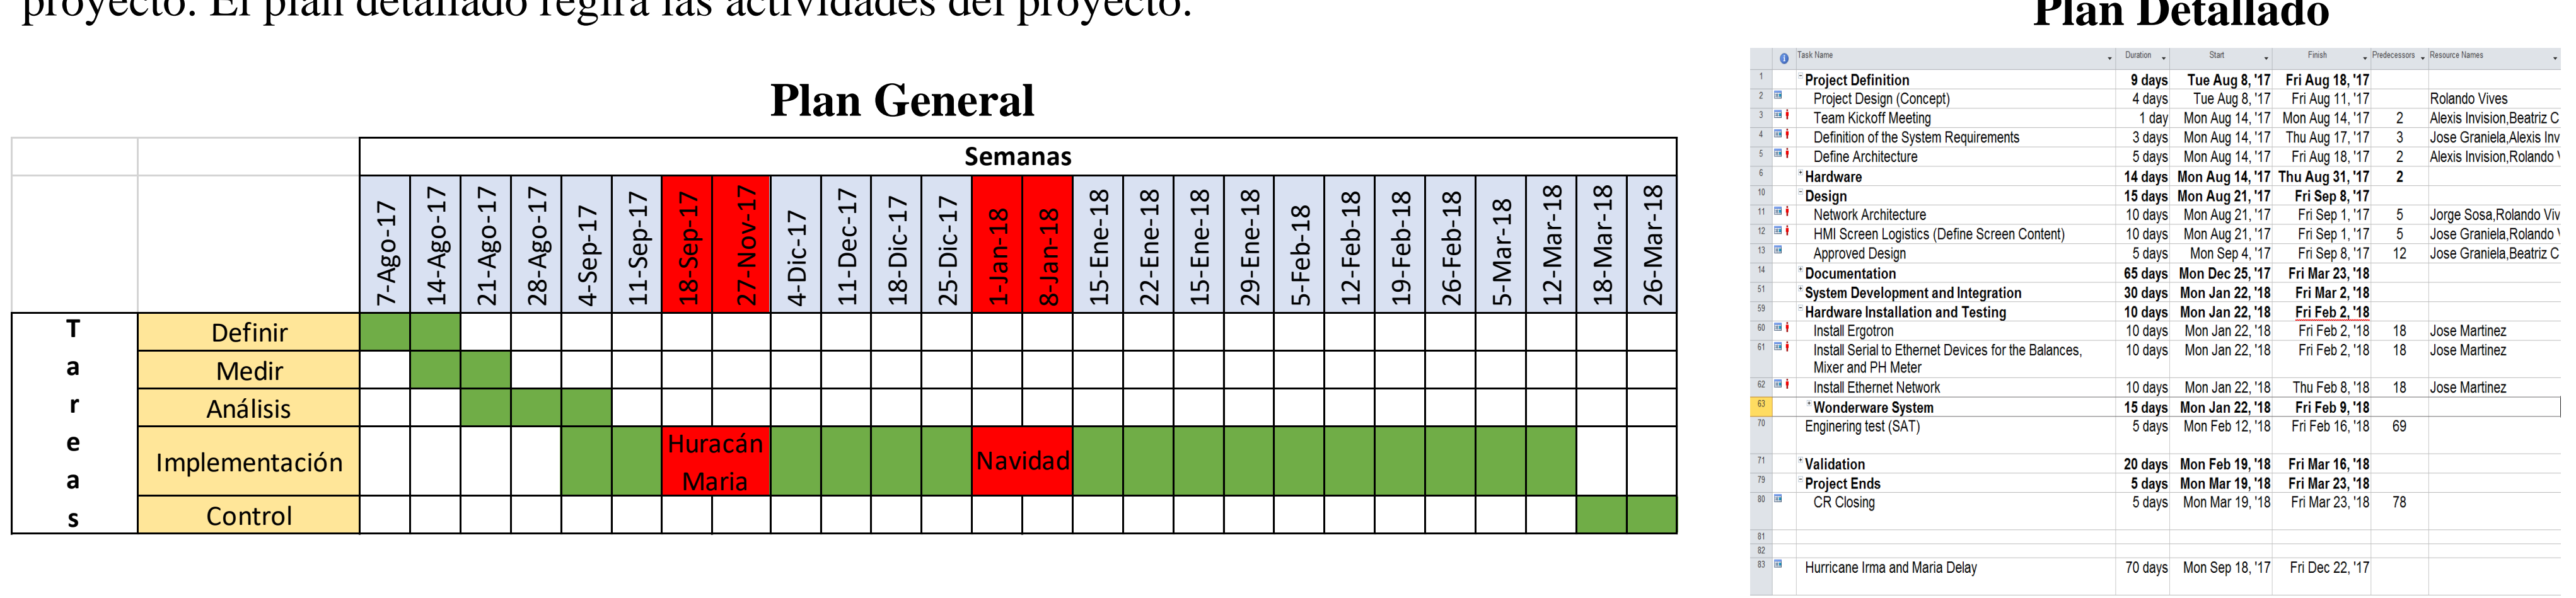 proyecto. El plan detallado regirá las actividades del proyecto.
Plan General
Semanas
7-Ago-17 14-Ago-17 21-Ago-17 28-Ago-17 4-Sep-17 11-Sep-17 18-Sep-17 27-Nov-17 4-Dic-17 11-Dec-17 18-Dic-17 25-Dic-17 1-Jan-18 8-Jan-18 15-Ene-18 22-Ene-18 15-Ene-18 29-Ene-18 5-Feb-18 12-Feb-18 19-Feb-18 26-Feb-18 5-Mar-18 12-Mar-18 18-Mar-18 26-Mar-18
Tareas
Definir
Medir
Análisis
Implementación Huracán Maria Navidad
Control
Plan Detallado
Task Name Duration Start Finish Predecessors Resource Names
1 Project Definition 9 days Tue Aug 8, '17 Fri Aug 18, '17
2 Project Design (Concept) 4 days Tue Aug 8, '17 Fri Aug 11, '17 Rolando Vives
3 Team Kickoff Meeting 1 day Mon Aug 14, '17 Mon Aug 14, '17 2 Alexis Invision,Beatriz C
4 Definition of the System Requirements 3 days Mon Aug 14, '17 Thu Aug 17, '17 3 Jose Graniela,Alexis Inv
5 Define Architecture 5 days Mon Aug 14, '17 Fri Aug 18, '17 2 Alexis Invision,Rolando V
6 Hardware 14 days Mon Aug 14, '17 Thu Aug 31, '17 2
10 Design 15 days Mon Aug 21, '17 Fri Sep 8, '17
11 Network Architecture 10 days Mon Aug 21, '17 Fri Sep 1, '17 5 Jorge Sosa,Rolando Viv
12 HMI Screen Logistics (Define Screen Content) 10 days Mon Aug 21, '17 Fri Sep 1, '17 5 Jose Graniela,Rolando V
13 Approved Design 5 days Mon Sep 4, '17 Fri Sep 8, '17 12 Jose Graniela,Beatriz C
14 Documentation 65 days Mon Dec 25, '17 Fri Mar 23, '18
51 System Development and Integration 30 days Mon Jan 22, '18 Fri Mar 2, '18
59 Hardware Installation and Testing 10 days Mon Jan 22, '18 Fri Feb 2, '18
60 Install Ergotron 10 days Mon Jan 22, '18 Fri Feb 2, '18 18 Jose Martinez
61 Install Serial to Ethernet Devices for the Balances, 10 days Mon Jan 22, '18 Fri Feb 2, '18 18 Jose Martinez
Mixer and PH Meter
62 Install Ethernet Network 10 days Mon Jan 22, '18 Thu Feb 8, '18 18 Jose Martinez
63 Wonderware System 15 days Mon Jan 22, '18 Fri Feb 9, '18
70 Enginering test (SAT) 5 days Mon Feb 12, '18 Fri Feb 16, '18 69
71 Validation 20 days Mon Feb 19, '18 Fri Mar 16, '18
79 Project Ends 5 days Mon Mar 19, '18 Fri Mar 23, '18
80 CR Closing 5 days Mon Mar 19, '18 Fri Mar 23, '18 78
81
82
83 Hurricane Irma and Maria Delay 70 days Mon Sep 18, '17 Fri Dec 22, '17